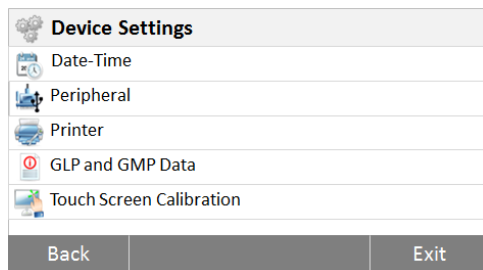 Device Settings
Date-Time
Peripheral
Printer
GLP and GMP Data
Touch Screen Calibration
Back
Exit